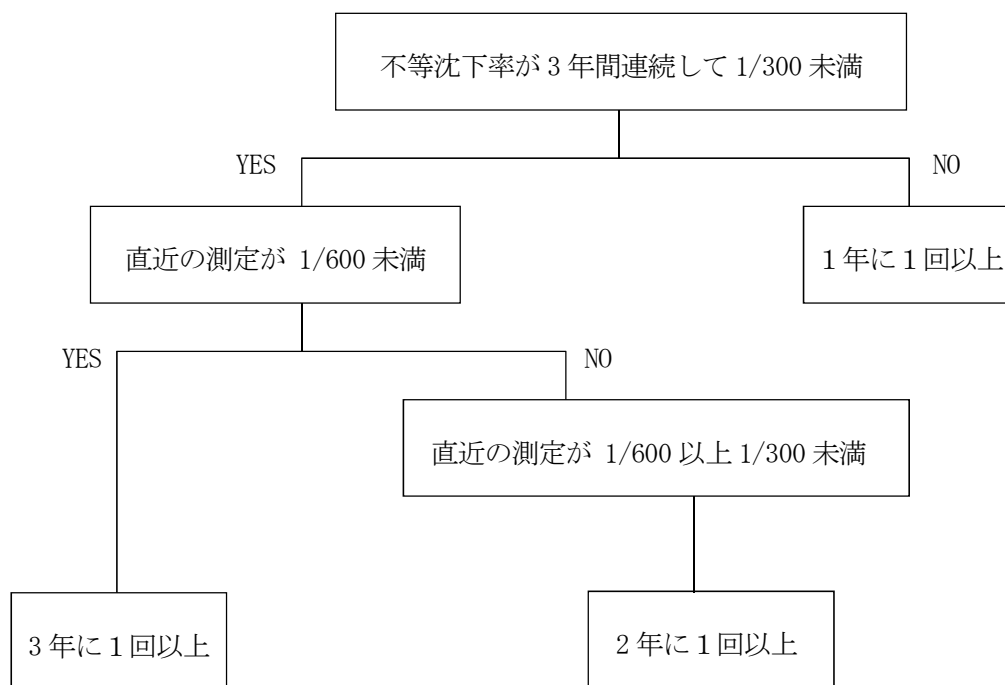 不等沈下率が３年間連続して 1/300 未満
YES
NO
直近の測定が 1/600 未満
１年に１回以上
YES
NO
直近の測定が 1/600 以上 1/300 未満
３年に１回以上
２年に１回以上